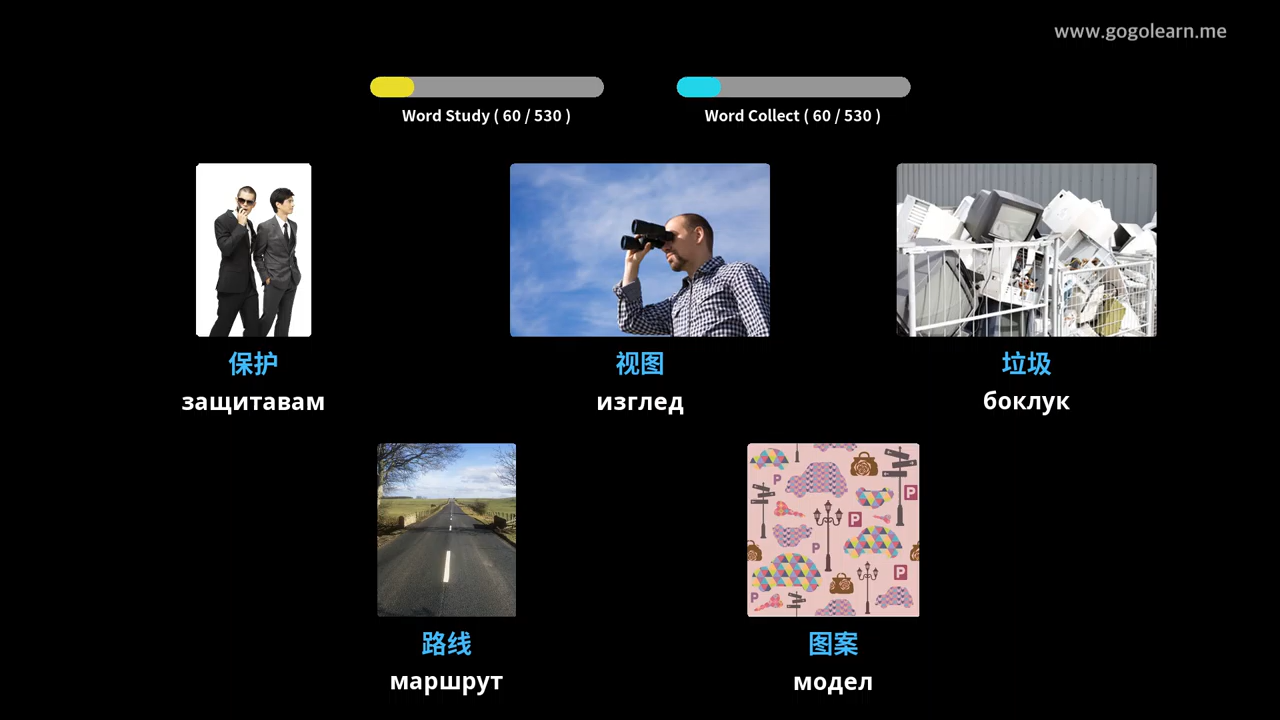 www.gogolearn.me
Word Study ( 60 / 530 )
Word Collect ( 60 / 530 )
保护
защитавам
视图
изглед
垃圾
боклук
路线
маршрут
图案
модел
P
P
P
P
P
P